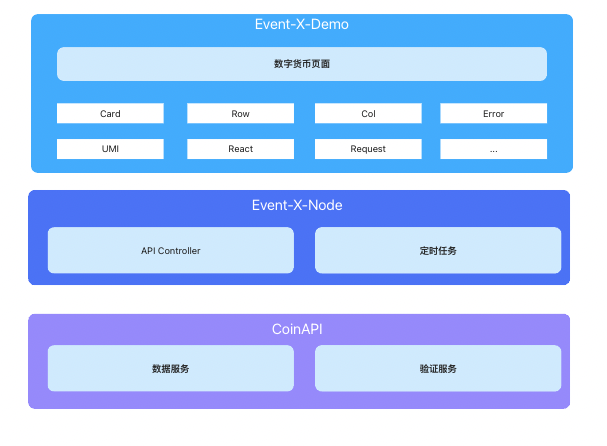 Event-X-Demo
数字货币页面
Card Row Col Error
UMI React Request ...
Event-X-Node
API Controller 定时任务
CoinAPI
数据服务 验证服务